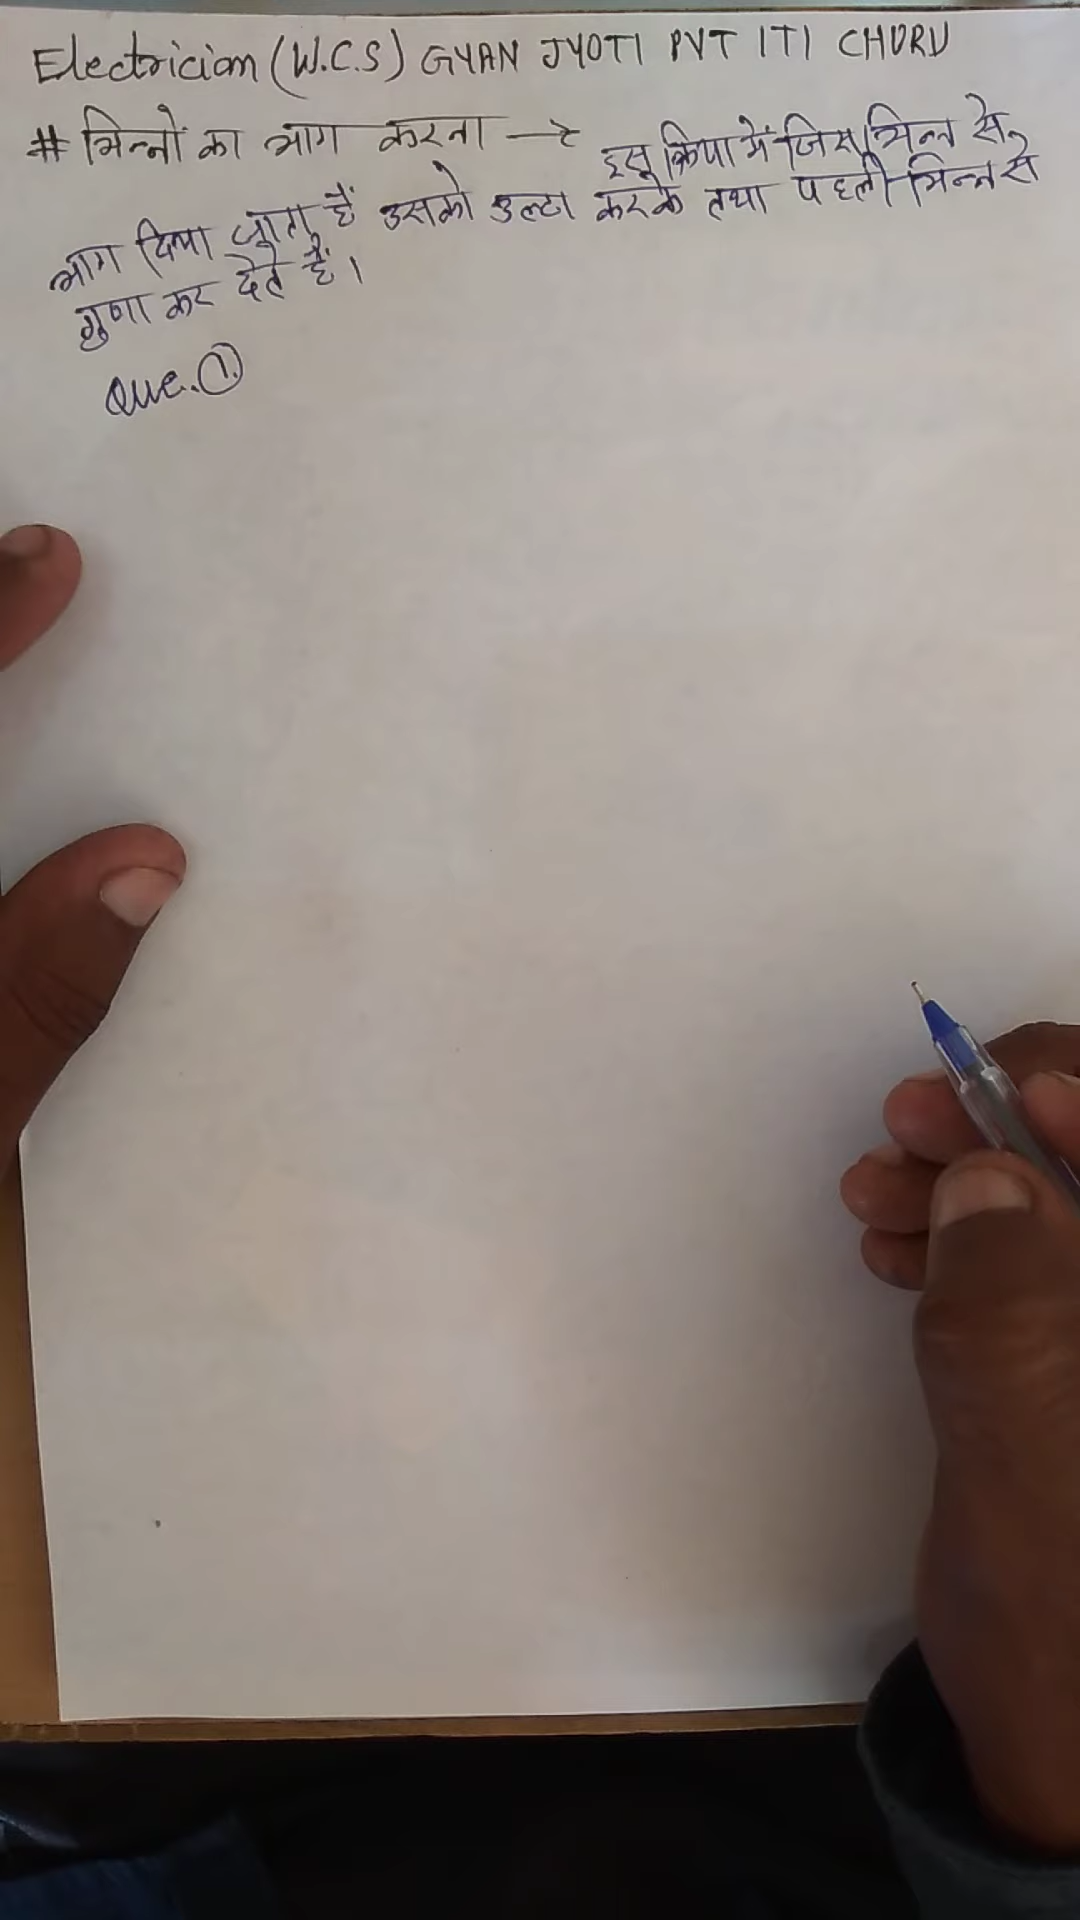 Electrician (W.C.S) GYAN JYOTI PVT ITI CHURU
# भिन्नों का भाग करना → इस क्रिया में जिस भिन्न से
भाग दिया जाता हैं उसको उल्टा करके तथा पहली भिन्न से
गुणा कर देते हैं।
Que. ①.